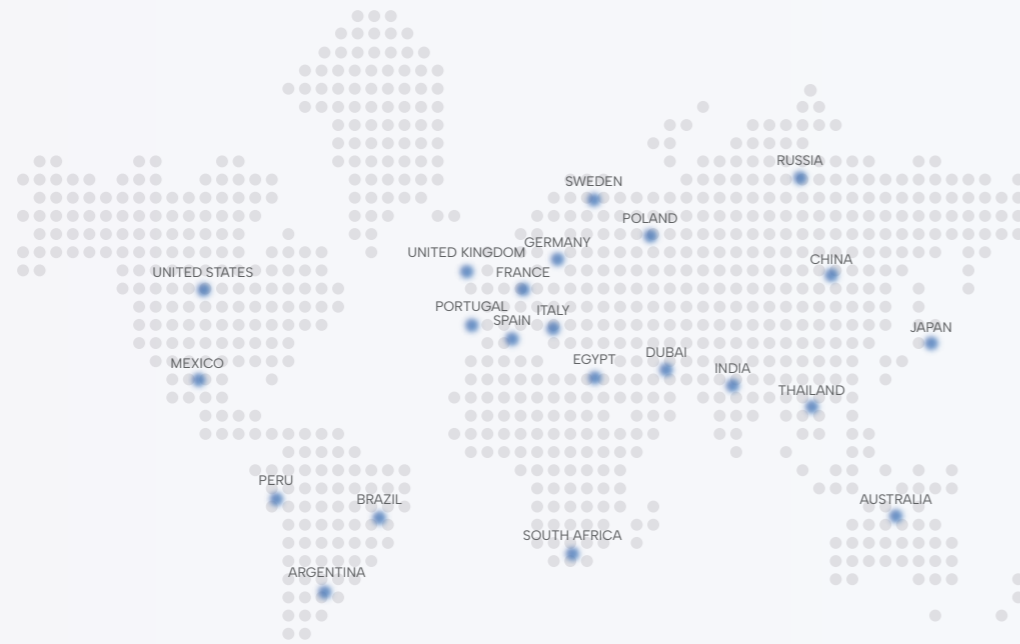 RUSSIA
SWEDEN
POLAND
GERMANY
UNITED KINGDOM
CHINA
UNITED STATES
FRANCE
PORTUGAL
ITALY
SPAIN
JAPAN
DUBAI
EGYPT
MEXICO
INDIA
THAILAND
PERU
BRAZIL
AUSTRALIA
SOUTH AFRICA
ARGENTINA